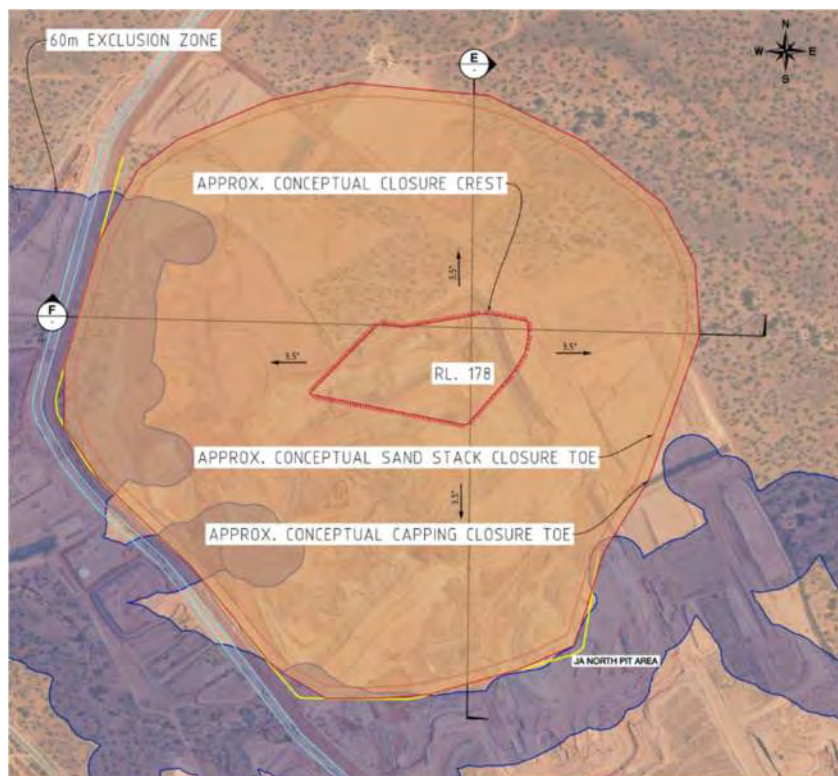 60m EXCLUSION ZONE
E
-
N
W E
S
APPROX. CONCEPTUAL CLOSURE CREST
3.5°
F
-
3.5°
3.5°
RL. 178
APPROX. CONCEPTUAL SAND STACK CLOSURE TOE
3.5°
APPROX. CONCEPTUAL CAPPING CLOSURE TOE
JA NORTH PIT AREA